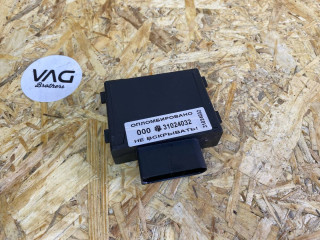 VAG
Brothers
ОПЛОМБИРОВАНО
000 31024032
НЕ ВСКРЫВАТЬ!